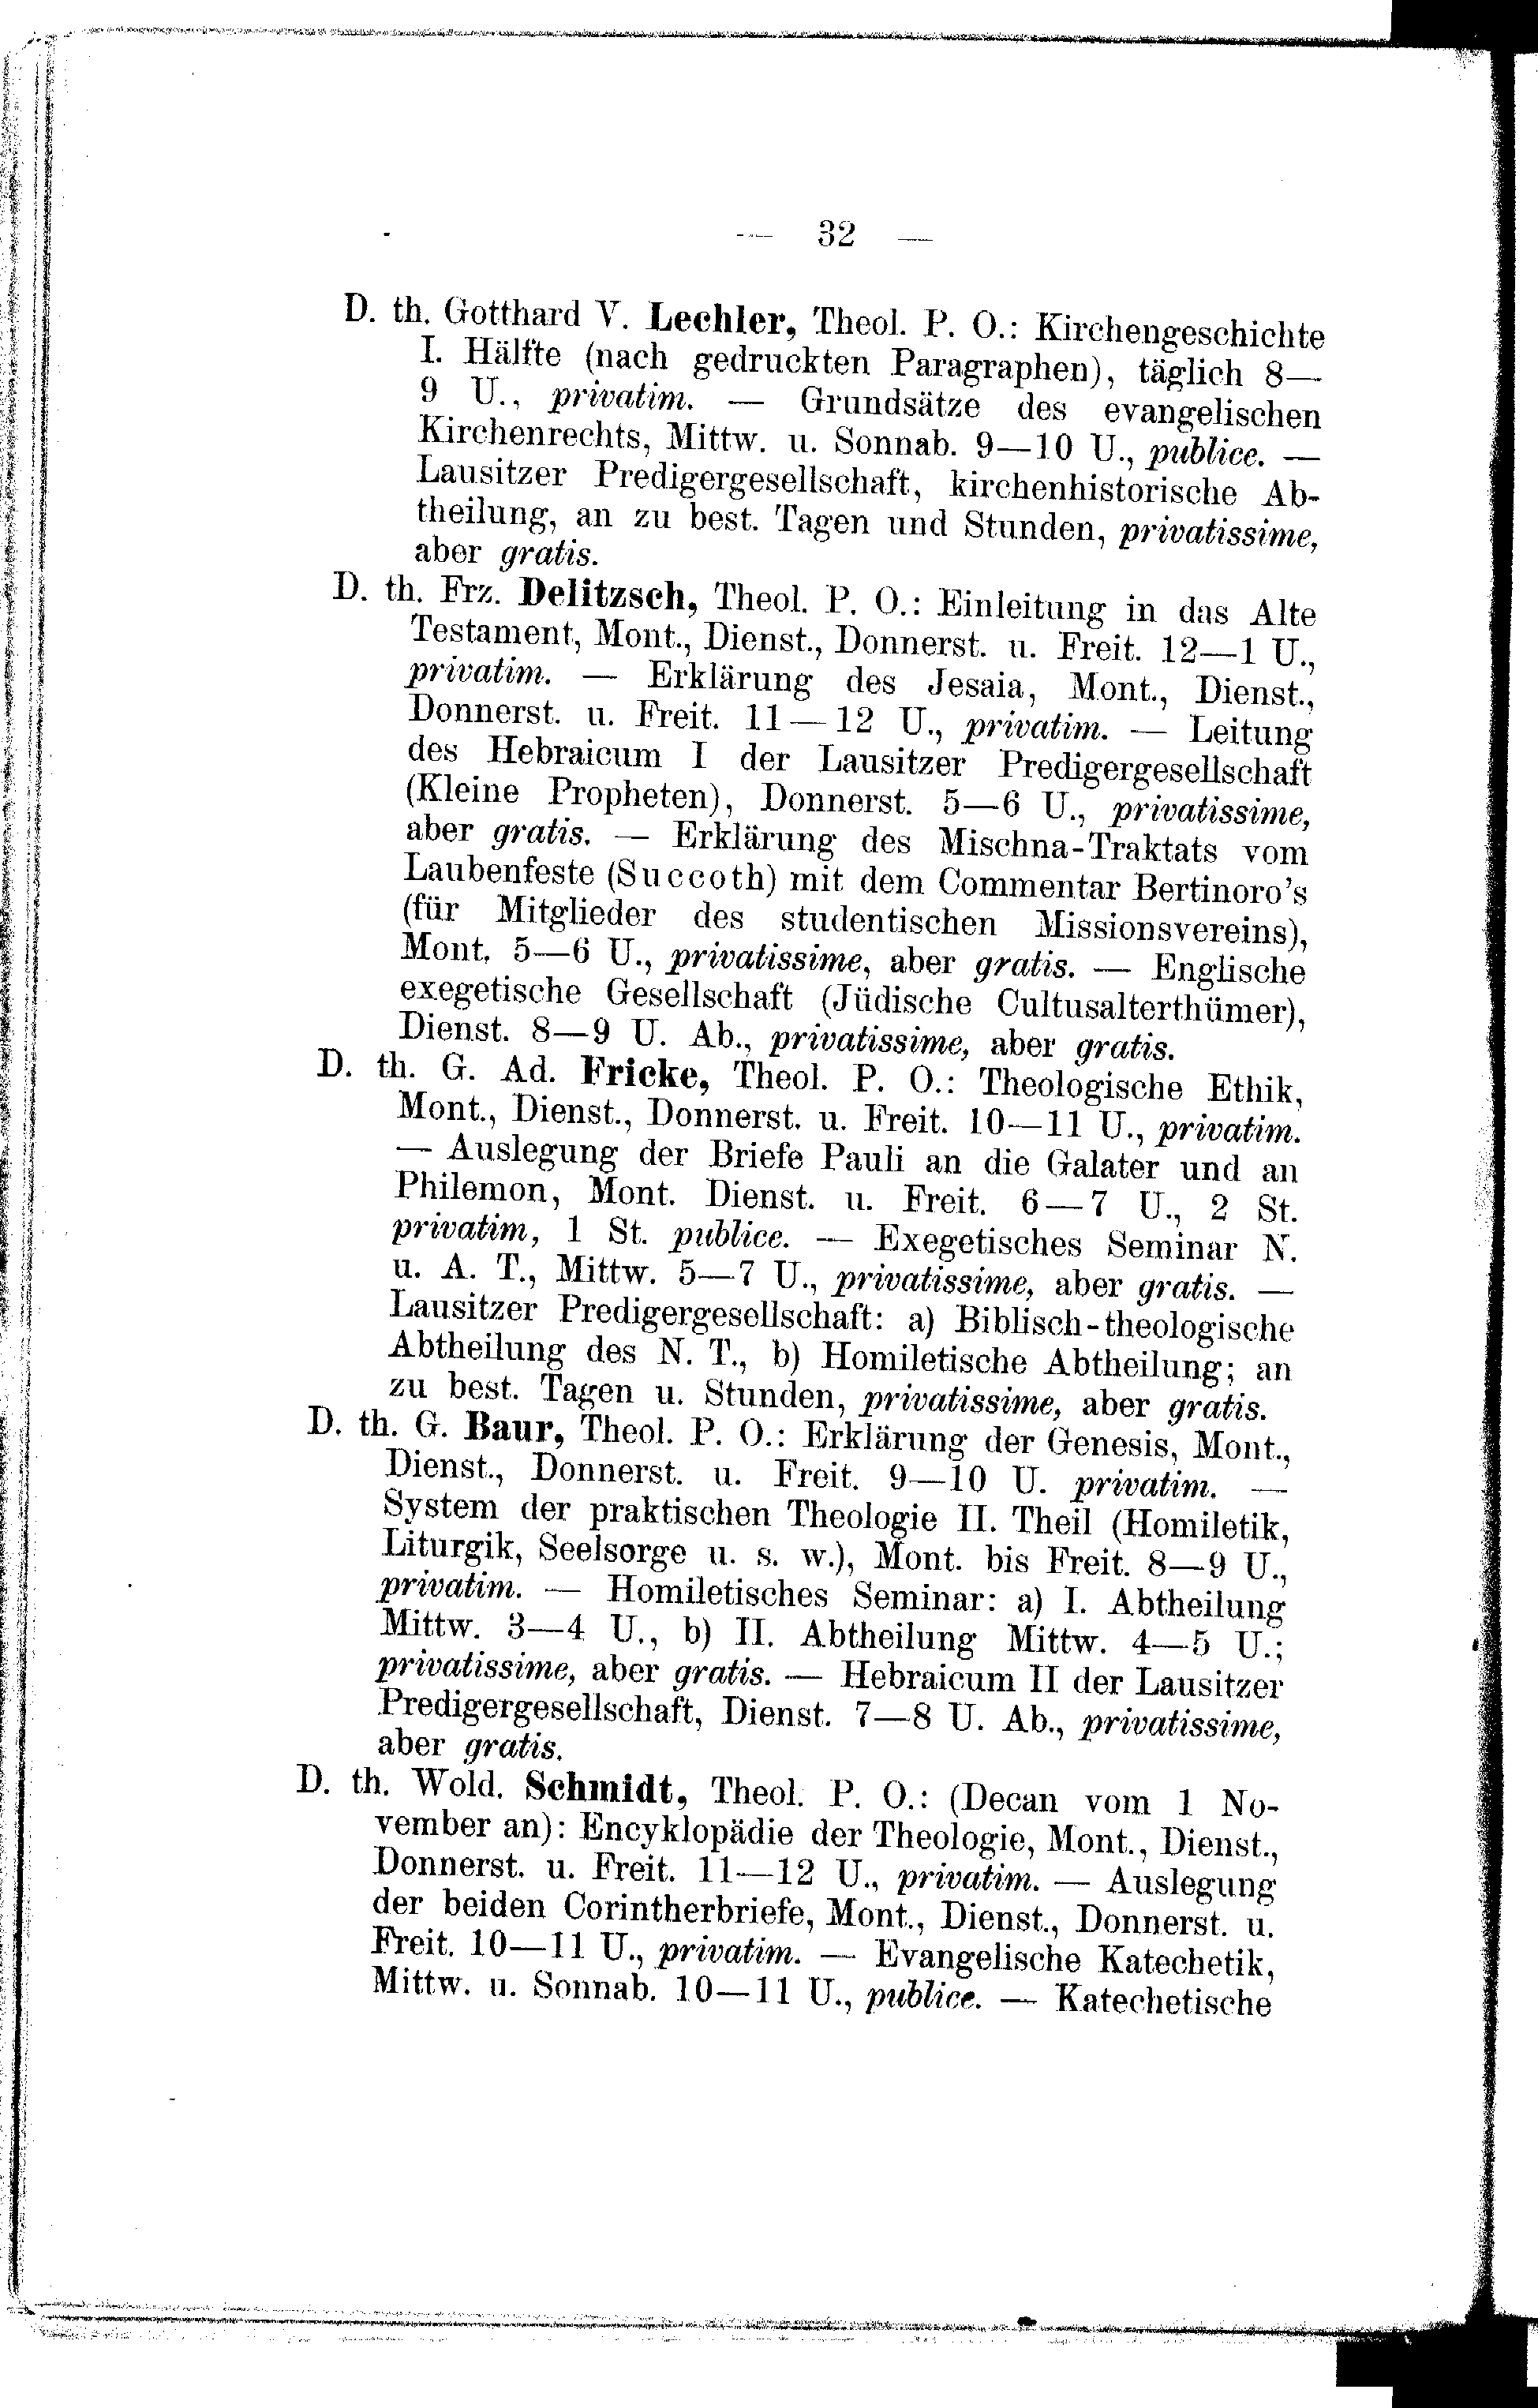 — 32 —
D. th. Gotthard V. Lechler, Theol. P. O.: Kirchengeschichte
I. Hälfte (nach gedruckten Paragraphen), täglich 8—
9 U., privatim. — Grundsätze des evangelischen
Kirchenrechts, Mittw. u. Sonnab. 9—10 U., publice. —
Lausitzer Predigergesellschaft, kirchenhistorische Ab-
theilung, an zu best. Tagen und Stunden, privatissime,
aber gratis.
D. th. Frz. Delitzsch, Theol. P. O.: Einleitung in das Alte
Testament, Mont., Dienst., Donnerst. u. Freit. 12—1 U.,
privatim. — Erklärung des Jesaia, Mont., Dienst.,
Donnerst. u. Freit. 11—12 U., privatim. — Leitung
des Hebraicum I der Lausitzer Predigergesellschaft
(Kleine Propheten), Donnerst. 5—6 U., privatissime,
aber gratis. — Erklärung des Mischna-Traktats vom
Laubenfeste (Succoth) mit dem Commentar Bertinoro's
(für Mitglieder des studentischen Missionsvereins),
Mont. 5—6 U., privatissime, aber gratis. — Englische
exegetische Gesellschaft (Jüdische Cultusalterthümer),
Dienst. 8—9 U. Ab., privatissime, aber gratis.
D. th. G. Ad. Fricke, Theol. P. O.: Theologische Ethik,
Mont., Dienst., Donnerst. u. Freit. 10—11 U., privatim.
— Auslegung der Briefe Pauli an die Galater und an
Philemon, Mont. Dienst. u. Freit. 6—7 U., 2 St.
privatim, 1 St. publice. — Exegetisches Seminar N.
u. A. T., Mittw. 5—7 U., privatissime, aber gratis. —
Lausitzer Predigergesellschaft: a) Biblisch-theologische
Abtheilung des N. T., b) Homiletische Abtheilung; an
zu best. Tagen u. Stunden, privatissime, aber gratis.
D. th. G. Baur, Theol. P. O.: Erklärung der Genesis, Mont.,
Dienst., Donnerst. u. Freit. 9—10 U. privatim. —
System der praktischen Theologie II. Theil (Homiletik,
Liturgik, Seelsorge u. s. w.), Mont. bis Freit. 8—9 U.,
privatim. — Homiletisches Seminar: a) I. Abtheilung
Mittw. 3—4 U., b) II. Abtheilung Mittw. 4—5 U.;
privatissime, aber gratis. — Hebraicum II der Lausitzer
Predigergesellschaft, Dienst. 7—8 U. Ab., privatissime,
aber gratis.
D. th. Wold. Schmidt, Theol. P. O.: (Decan vom 1 No-
vember an): Encyklopädie der Theologie, Mont., Dienst.,
Donnerst. u. Freit. 11—12 U., privatim. — Auslegung
der beiden Corintherbriefe, Mont., Dienst., Donnerst. u.
Freit. 10—11 U., privatim. — Evangelische Katechetik,
Mittw. u. Sonnab. 10—11 U., publice. — Katechetische